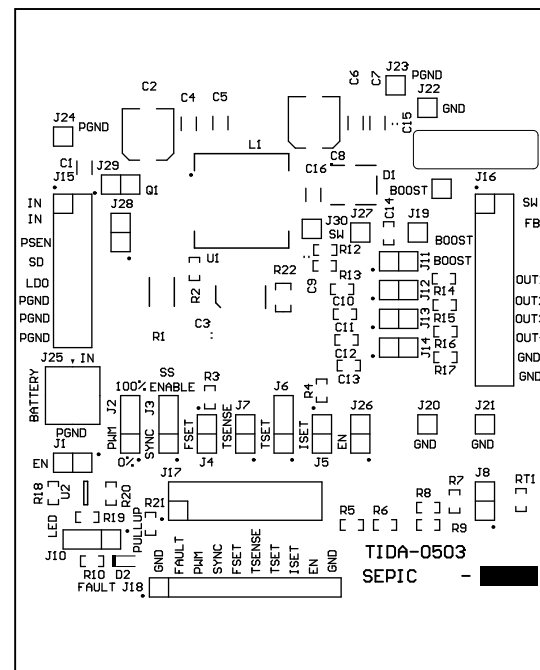 J23
PGND
C6
C7
J22
GND
C2
C4
C5
C15
J24
PGND
L1
C8
J15
C1
J29
Q1
C16
D1
BOOST
J16
IN
IN
J28
J30
SW
J27
C14
J19
SW
FB
PSEN
SD
U1
R12
BOOST
BOOST
J11
LDO
PGND
PGND
PGND
R2
R22
C9
R13
J12
R14
C10
J13
R15
C11
J14
R16
C12
R17
C13
OUT
OUT
OUT
OUT
GND
GND
R1
C3
J25
IN
BATTERY
PGND
100%
SS
ENABLE
J2
PWM
0%
J3
SYNC
R3
FSET
J4
TSENSE
J7
J6
TSET
R4
ISET
J5
J26
EN
J20
GND
J21
GND
J1
EN
J17
R18
U2
R20
R21
R19
LED
PULLUP
J10
R10
D2
FAULT
J18
GND
FAULT
PWM
SYNC
FSET
TSENSE
TSET
ISET
EN
GND
R5
R6
R7
R8
R9
J8
RT1
TIDA-0503
SEPIC -